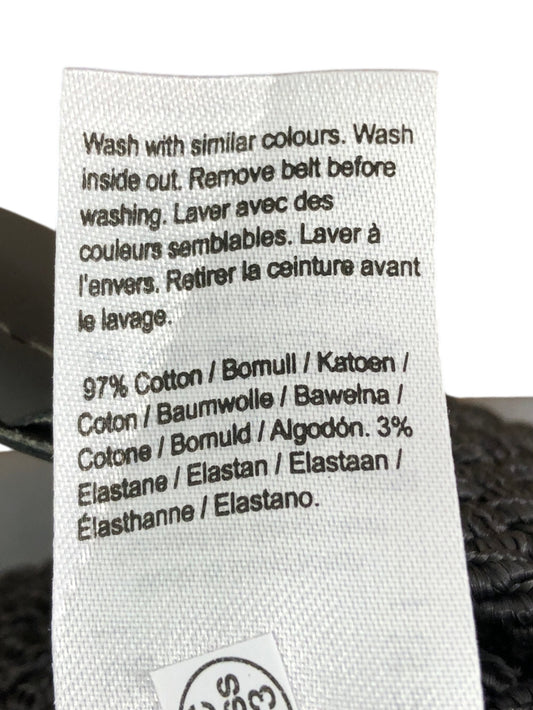 Wash with similar colours. Wash
inside out. Remove belt before
washing. Laver avec des
couleurs semblables. Laver à
l'envers. Retirer la ceinture avant
le lavage.
97% Cotton / Bomull / Katoen /
Coton / Baumwolle / Bawełna /
Cotone / Bomuld / Algodón. 3%
Elastane / Elastan / Elastaan /
Élasthanne / Elastano.